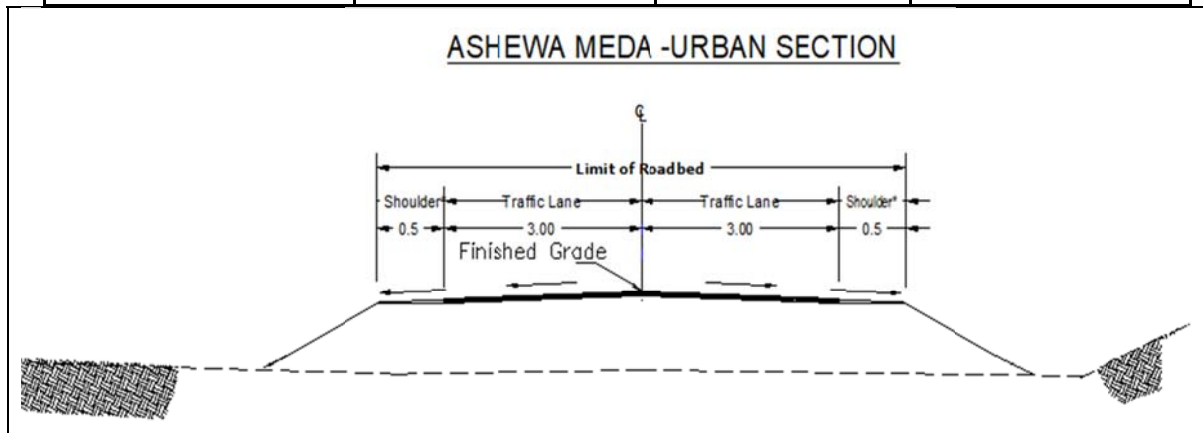 ASHEWA MEDA -URBAN SECTION
℄
Limit of Roadbed
Shoulder* Traffic Lane Traffic Lane Shoulder*
0.5 3.00 3.00 0.5
Finished Grade